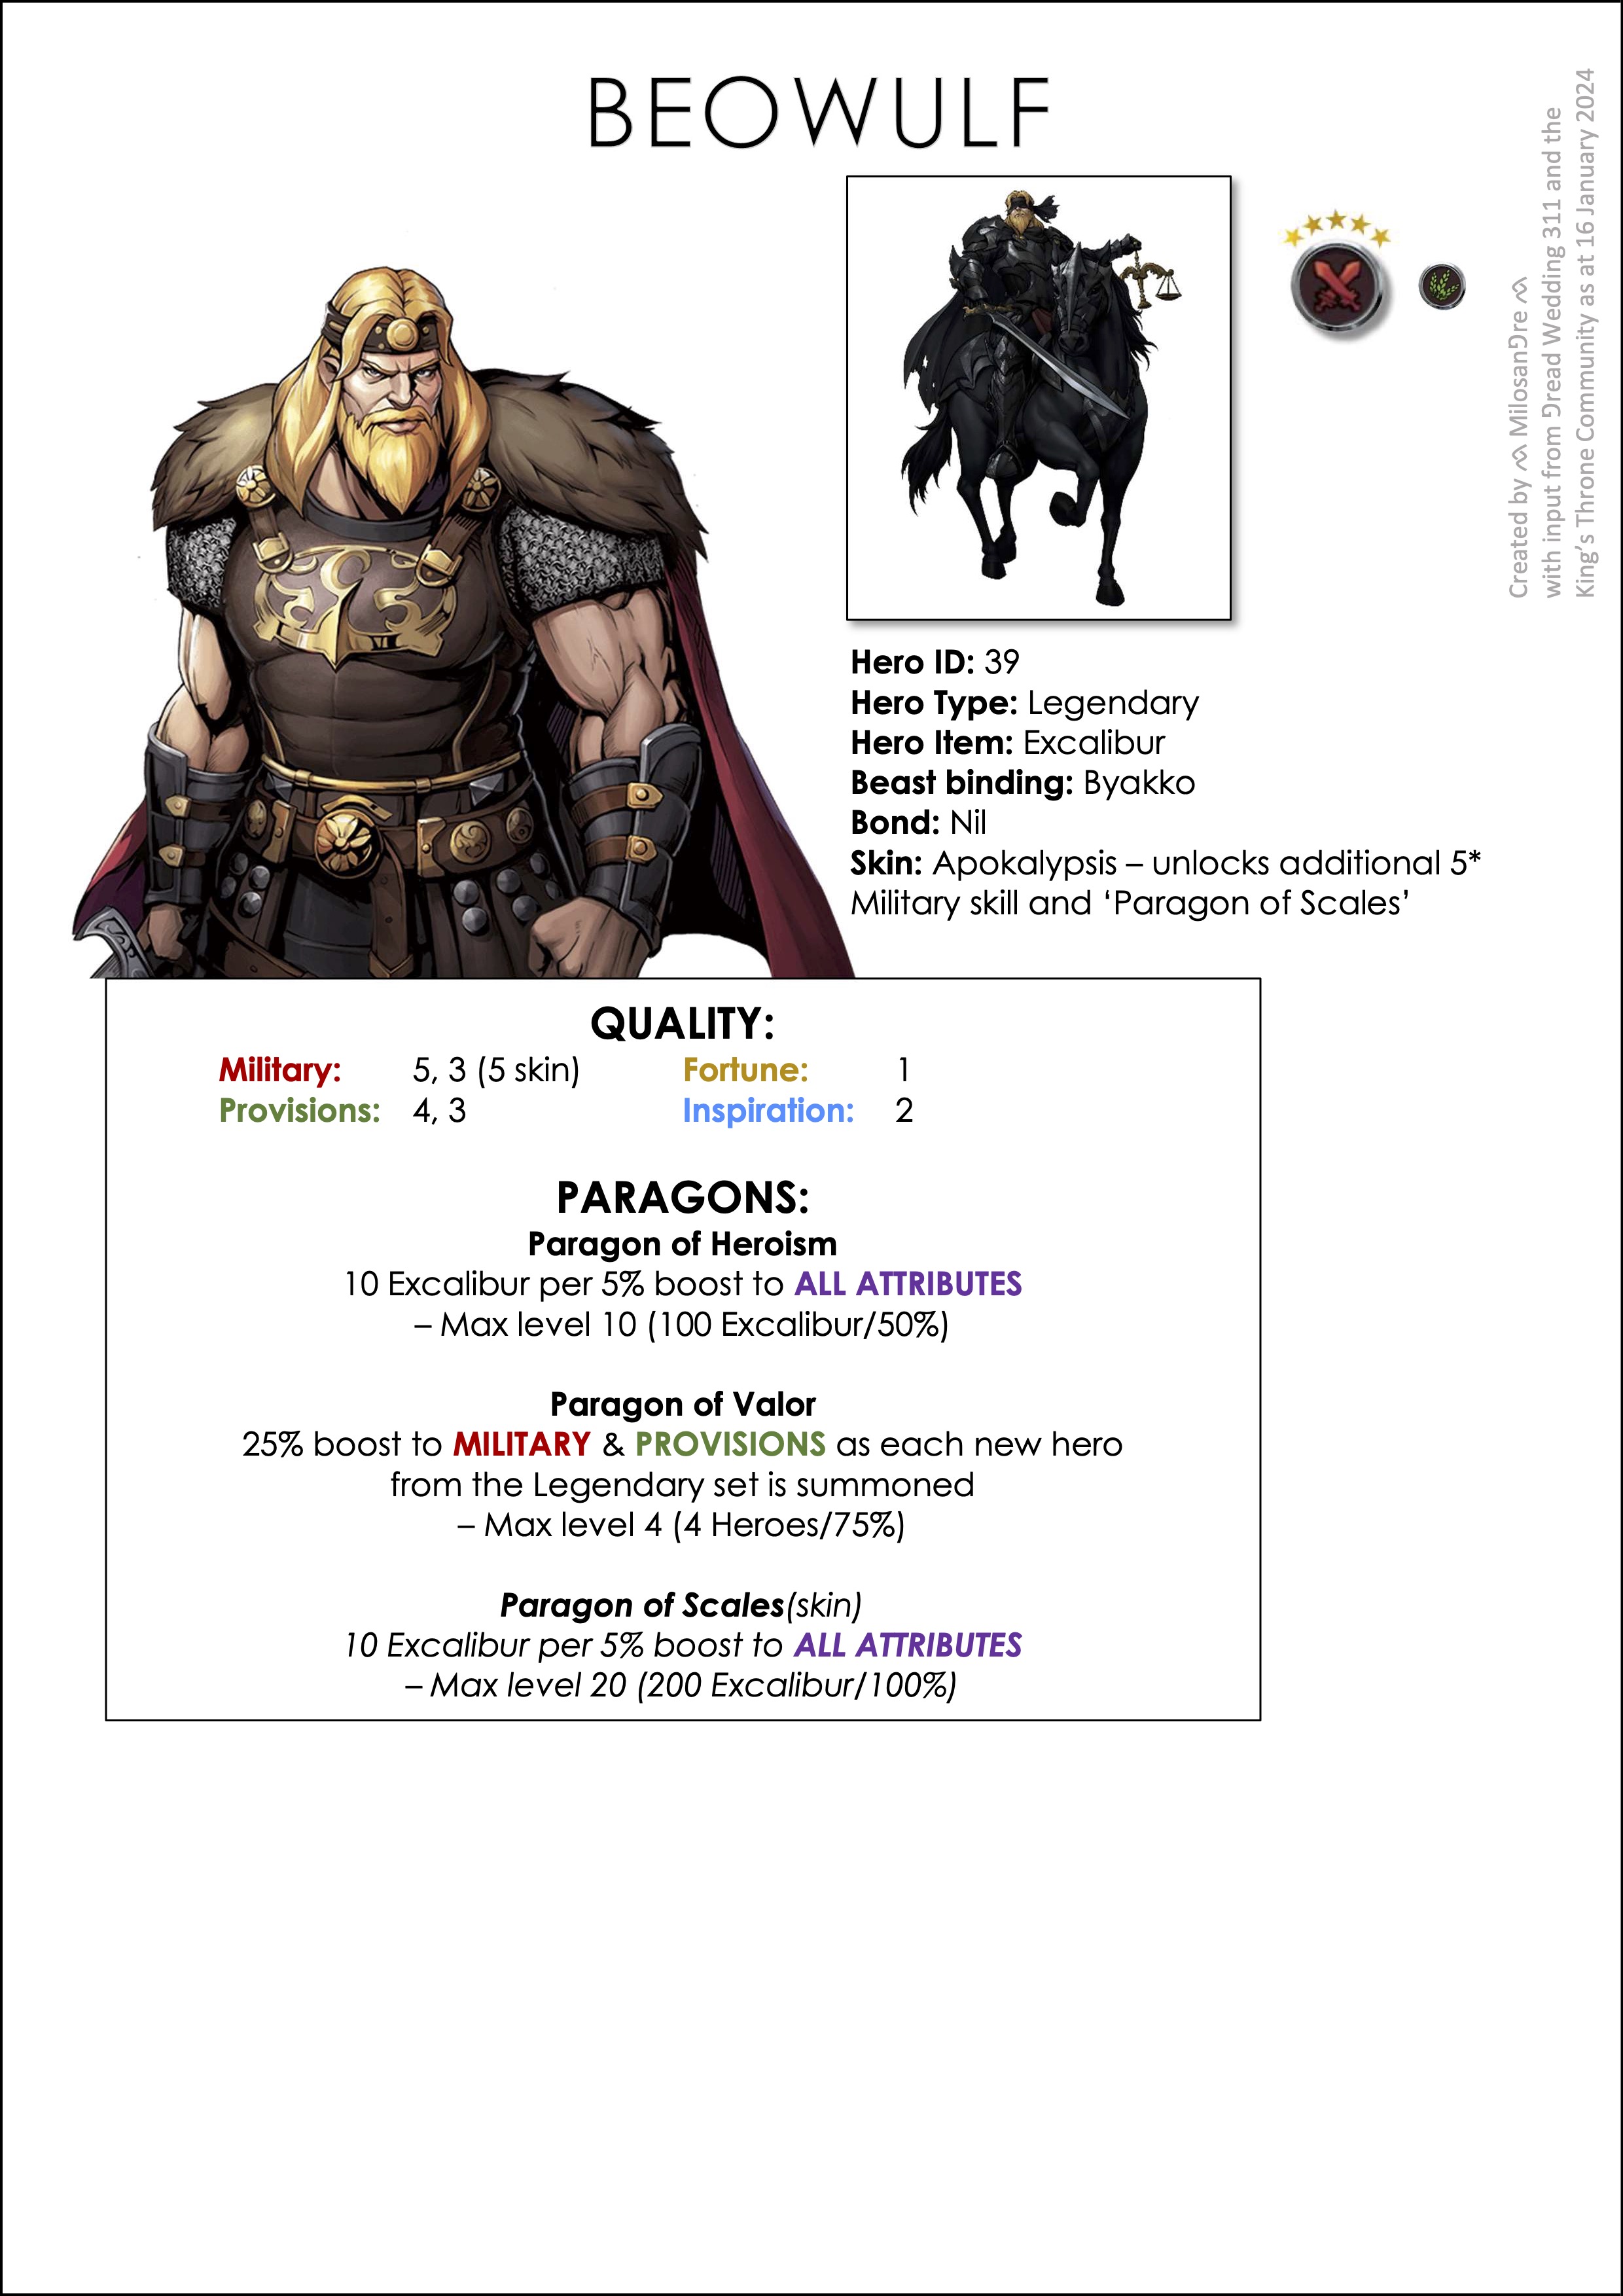 BEOWULF
Created by ᨏ MilosanƋre ᨏ
with input from Ɗread Wedding 311 and the
King's Throne Community as at 16 January 2024
Hero ID: 39
Hero Type: Legendary
Hero Item: Excalibur
Beast binding: Byakko
Bond: Nil
Skin: Apokalypsis – unlocks additional 5*
Military skill and ‘Paragon of Scales’
QUALITY:
Military: 5, 3 (5 skin) Fortune: 1
Provisions: 4, 3 Inspiration: 2
PARAGONS:
Paragon of Heroism
10 Excalibur per 5% boost to ALL ATTRIBUTES
– Max level 10 (100 Excalibur/50%)
Paragon of Valor
25% boost to MILITARY & PROVISIONS as each new hero
from the Legendary set is summoned
– Max level 4 (4 Heroes/75%)
Paragon of Scales(skin)
10 Excalibur per 5% boost to ALL ATTRIBUTES
– Max level 20 (200 Excalibur/100%)